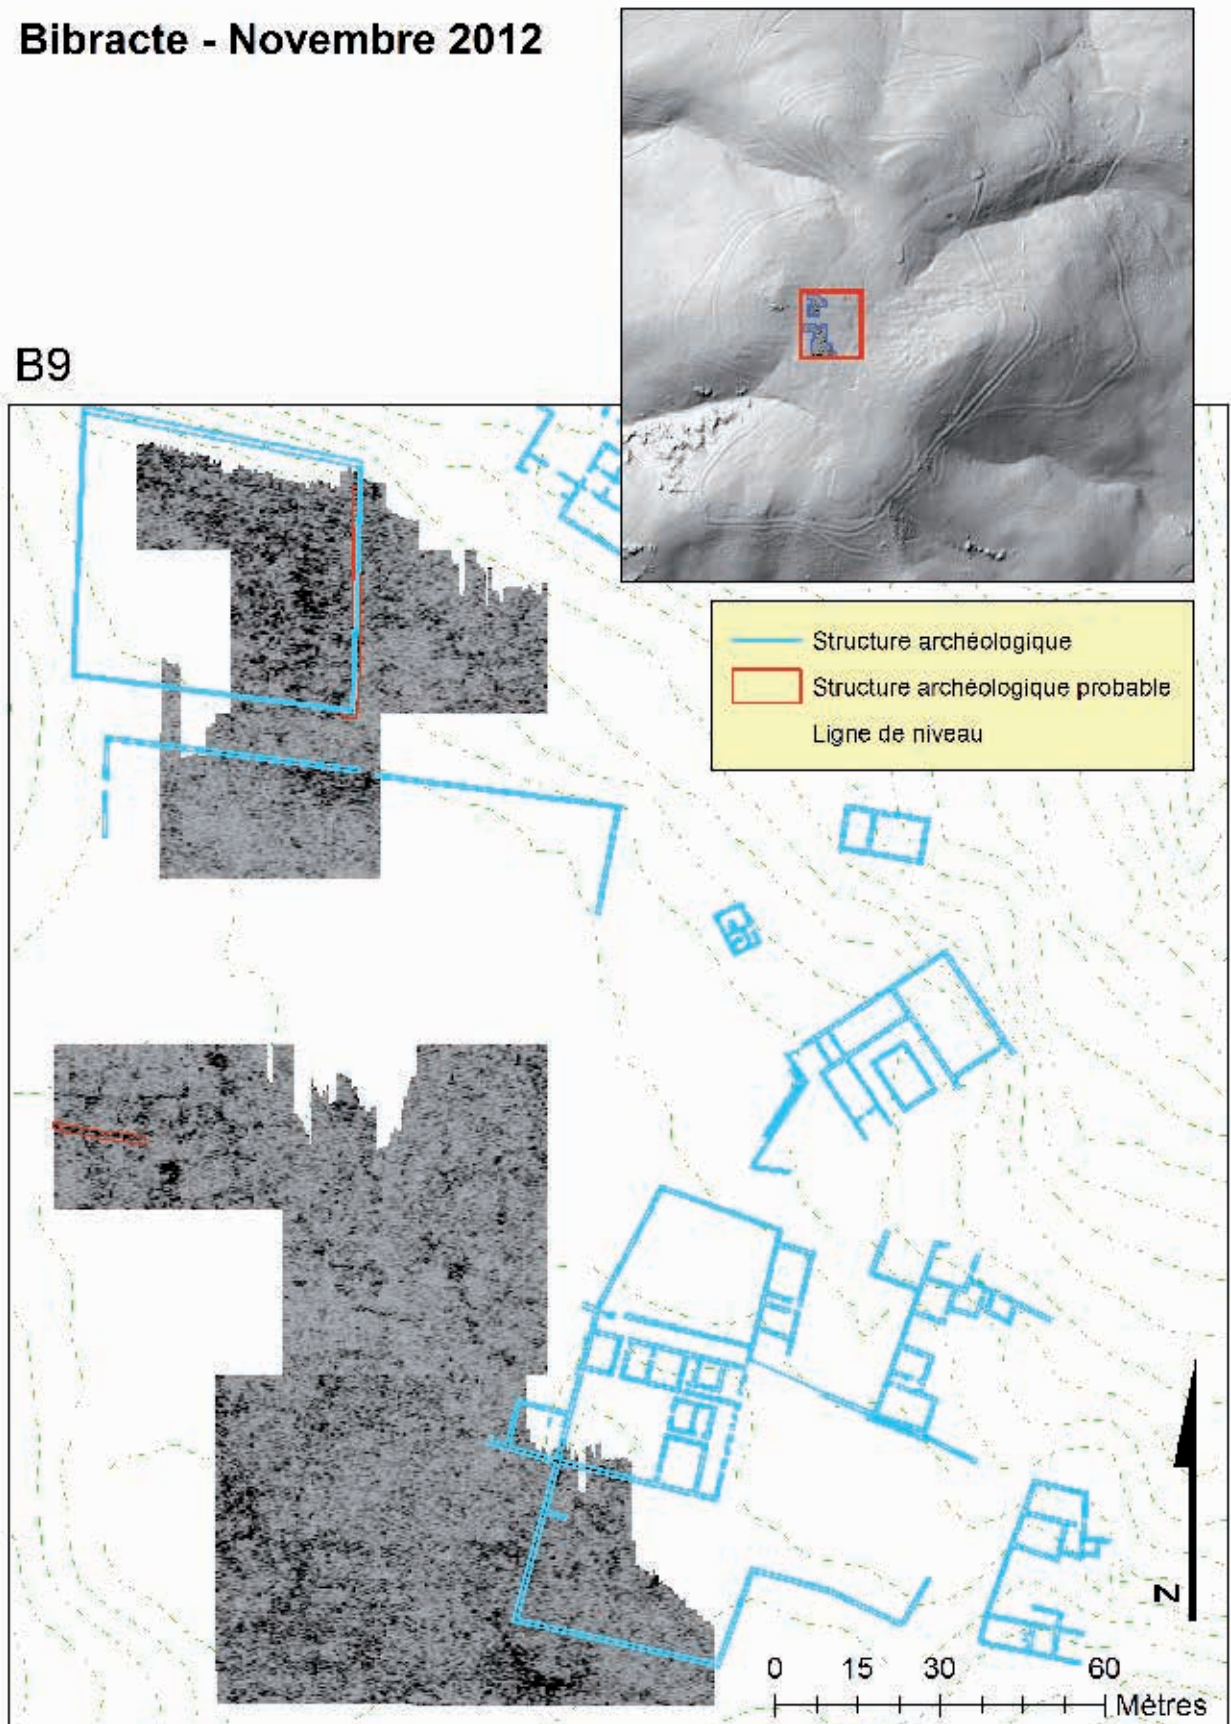 Bibracte - Novembre 2012
B9
Structure archéologique
Structure archéologique probable
Ligne de niveau
N
0 15 30 60
Mètres